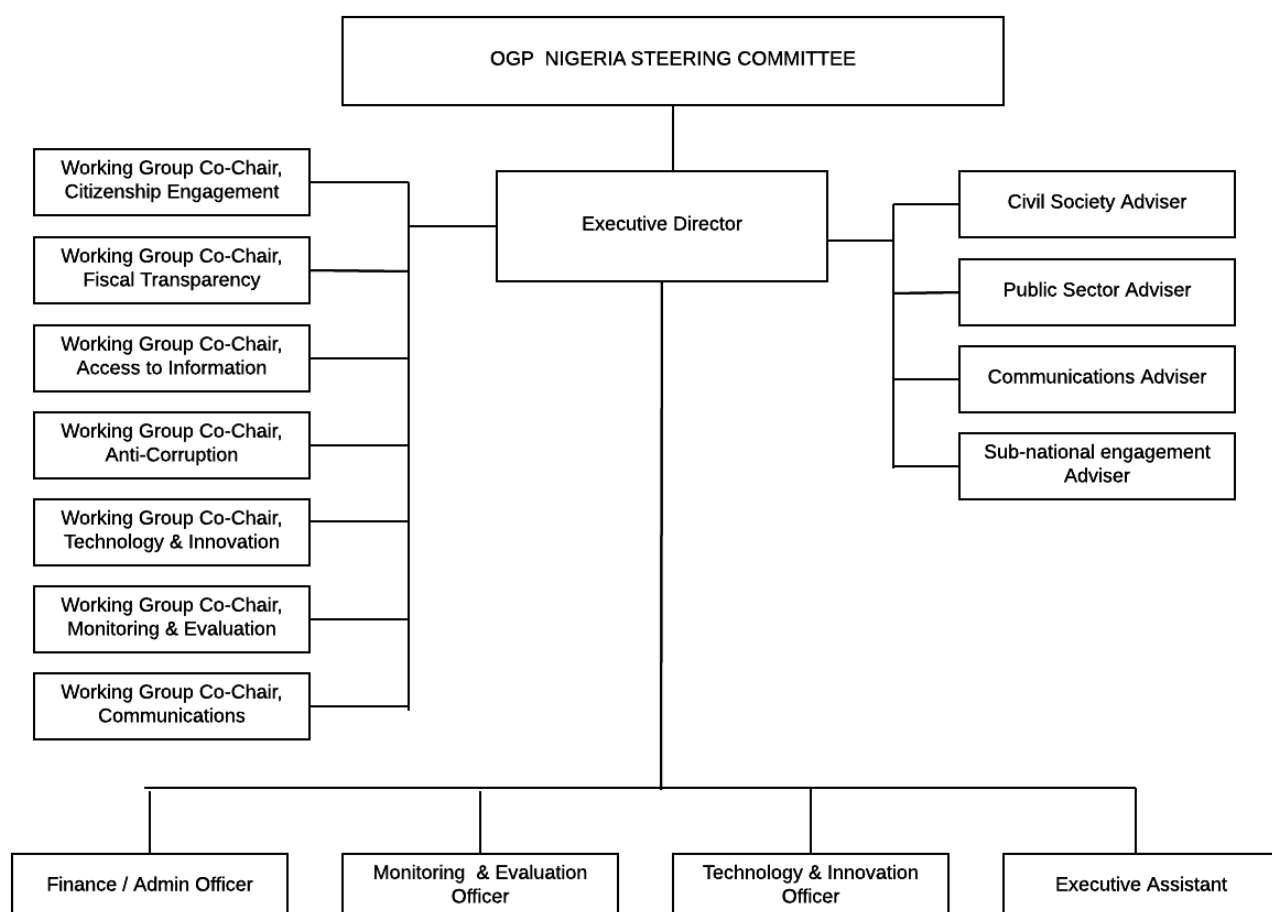 OGP NIGERIA STEERING COMMITTEE
Working Group Co-Chair,
Citizenship Engagement
Working Group Co-Chair,
Fiscal Transparency
Working Group Co-Chair,
Access to Information
Working Group Co-Chair,
Anti-Corruption
Working Group Co-Chair,
Technology & Innovation
Working Group Co-Chair,
Monitoring & Evaluation
Working Group Co-Chair,
Communications
Executive Director
Civil Society Adviser
Public Sector Adviser
Communications Adviser
Sub-national engagement
Adviser
Finance / Admin Officer
Monitoring & Evaluation
Officer
Technology & Innovation
Officer
Executive Assistant